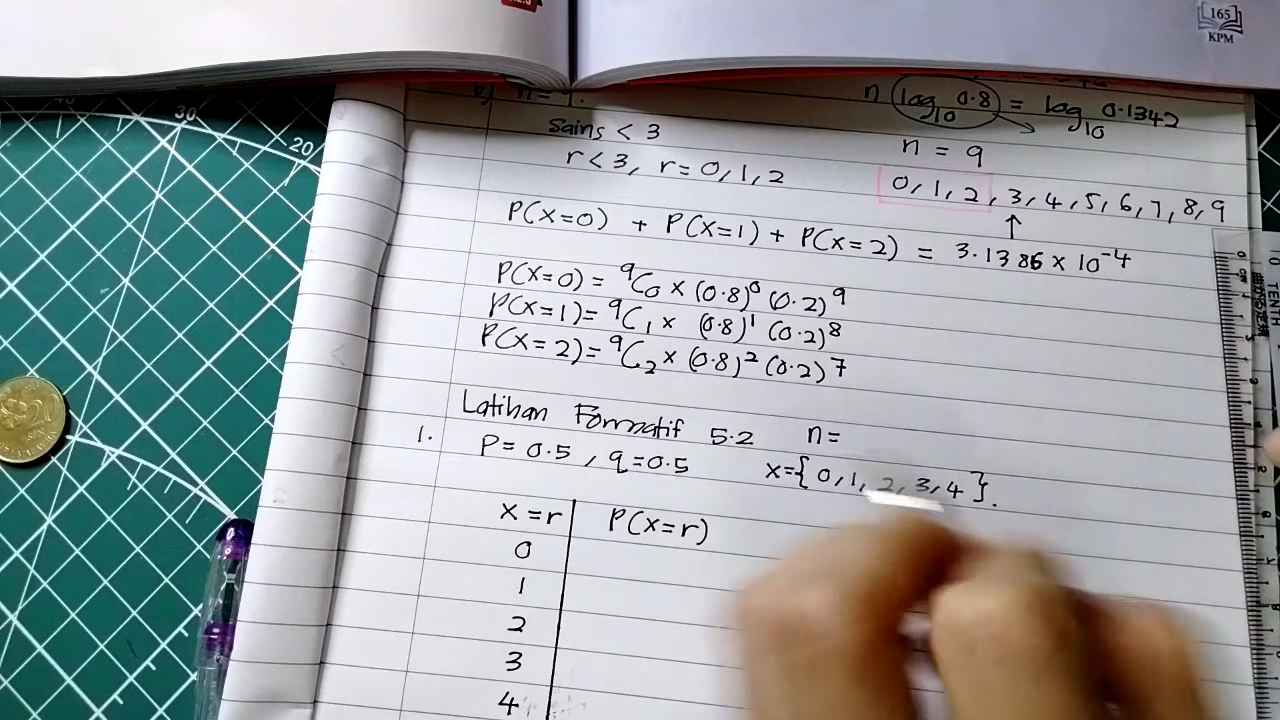 165
KPM
n log₁₀ 0.8 = log₁₀ 0.1342
Sains < 3
n = 9
r < 3, r = 0, 1, 2
0, 1, 2, 3, 4, 5, 6, 7, 8, 9
P(X=0) + P(X=1) + P(X=2) = 3.1386 × 10⁻⁴
P(X=0) = ⁹C₀ × (0.8)⁰ (0.2)⁹
P(X=1) = ⁹C₁ × (0.8)¹ (0.2)⁸
P(X=2) = ⁹C₂ × (0.8)² (0.2)⁷
Latihan Formatif 5.2 n=
1. P = 0.5, q = 0.5 x = {0, 1, 2, 3, 4}.
X = r P(X=r)
0
1
2
3
4
30
20